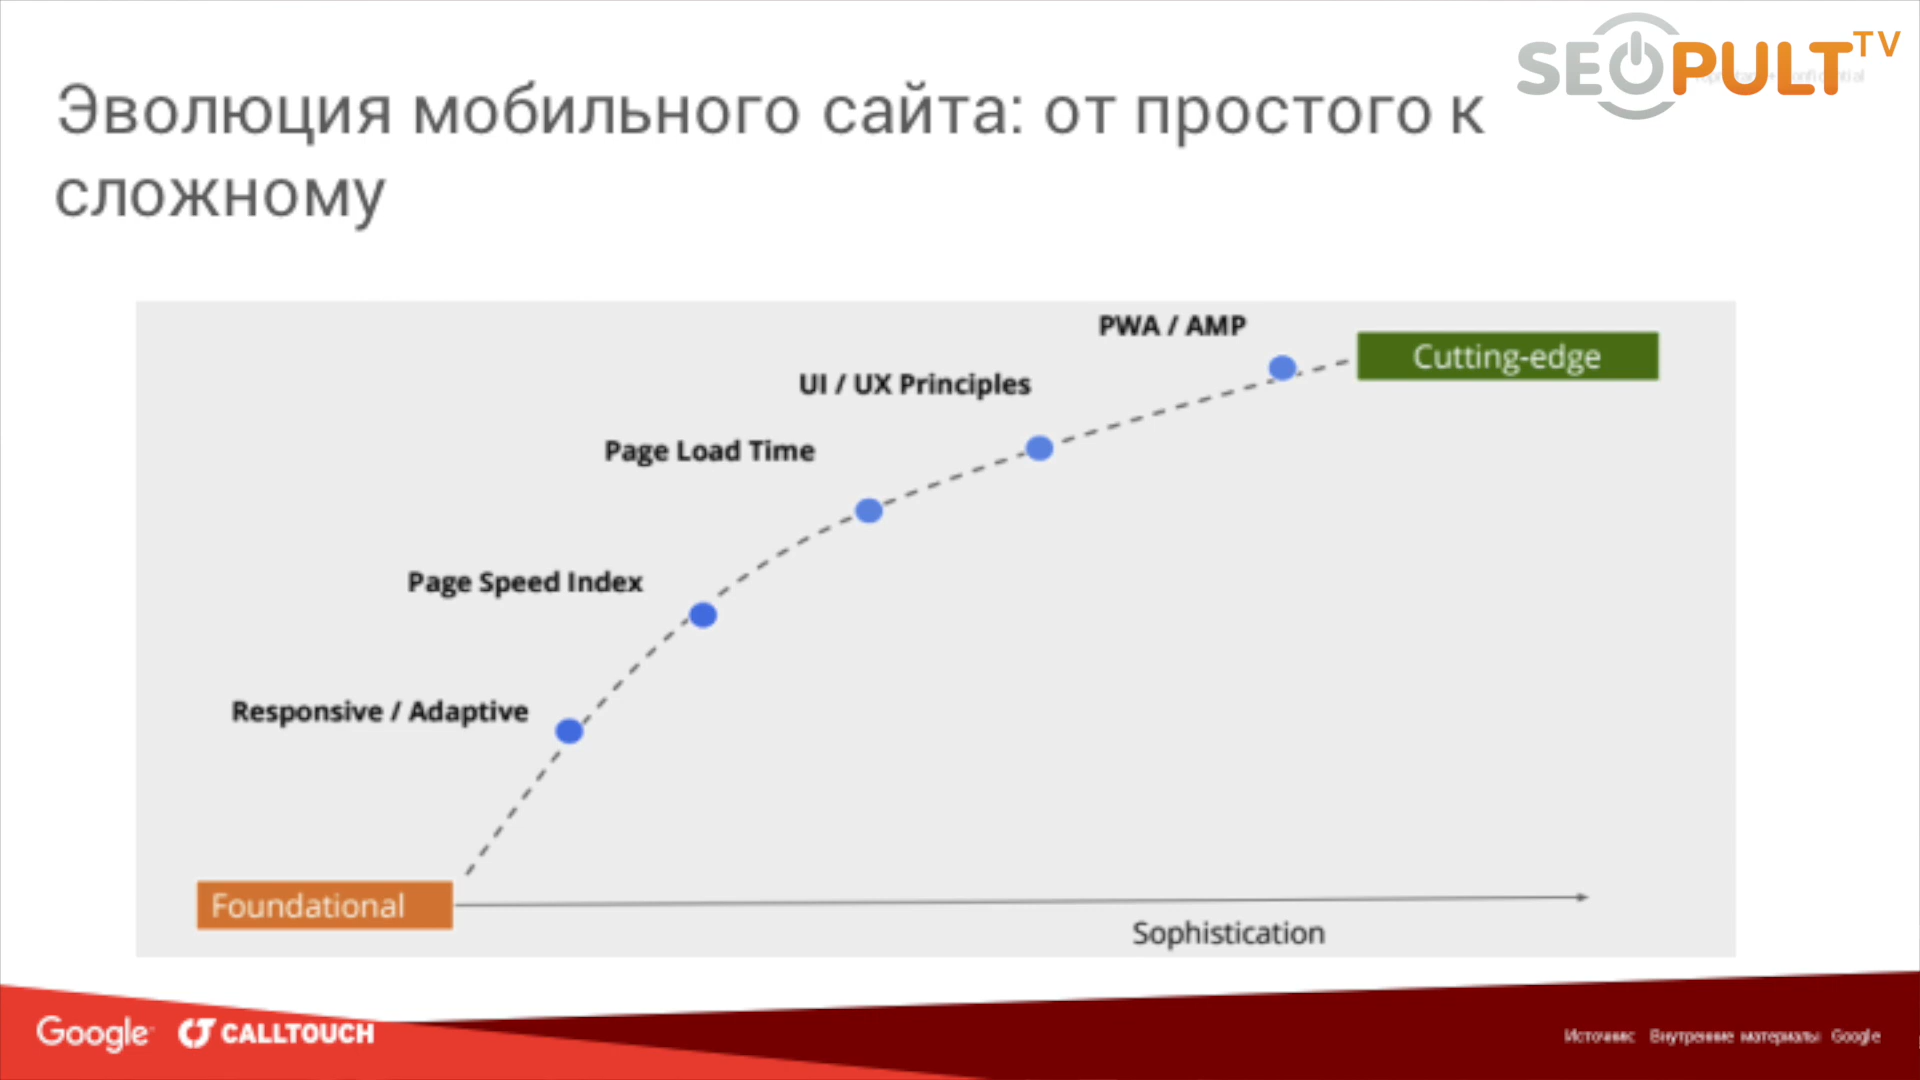 SEOPULT TV
Эволюция мобильного сайта: от простого к
сложному
PWA / AMP
Cutting-edge
UI / UX Principles
Page Load Time
Page Speed Index
Responsive / Adaptive
Foundational
Sophistication
Google
CALLTOUCH
Источник: Внутренние материалы Google